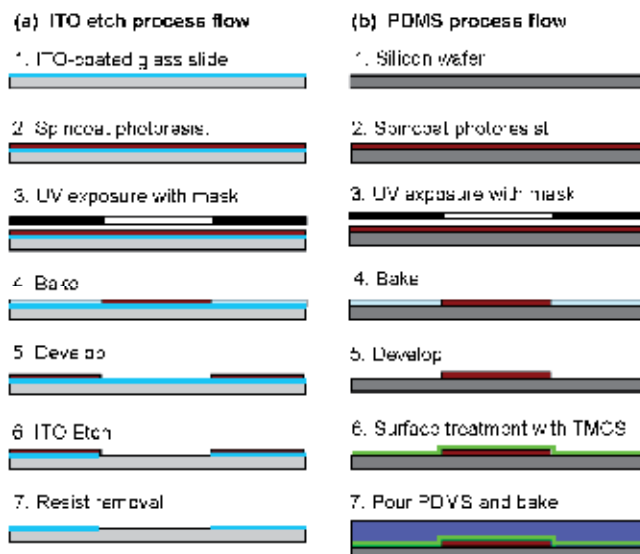 (a) ITO etch process flow
1. ITO-coated glass slide
2 Spincoat photoresist.
3. UV exposure with mask
4 Bake
5 Develop
6 ITO Etch
7. Resist removal
(b) PDMS process flow
1. Silicon wafer
2. Spincoat photoresist
3. UV exposure with mask
4. Bake
5. Develop
6. Surface treatment with TMCS
7. Pour PDMS and bake